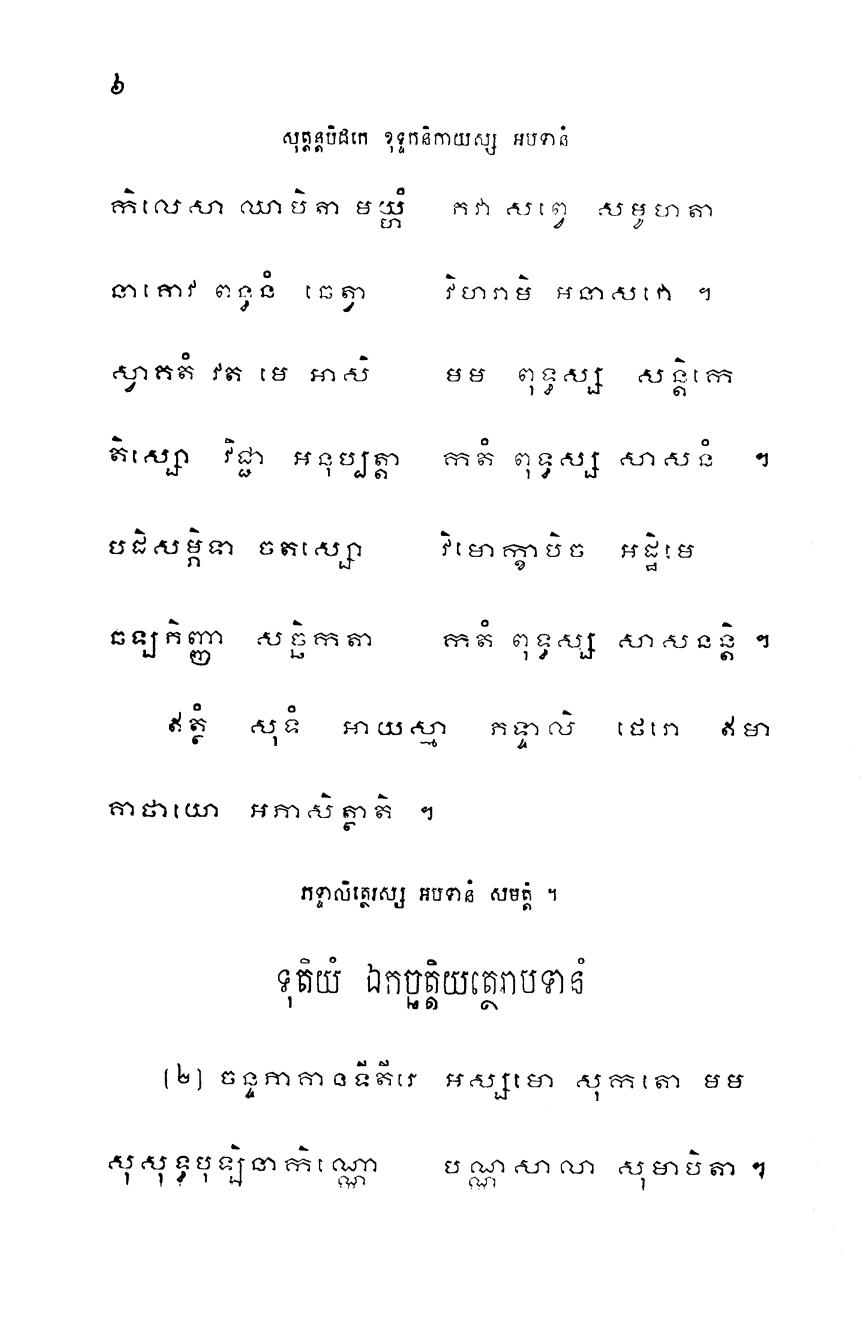 ៦
សុត្តន្តបិដកេ ខុទ្ទកនិកាយស្ស អបទានំ
កិលេសា ឈាបិតា មយ្ហំ ភវា សព្វេ សមូហតា
នាគោវ ពន្ធនំ ឆេត្វា វិហរាមិ អនាសវោ ។
ស្វាគតំ វត មេ អាសិ មម ពុទ្ធស្ស សន្តិកេ
តិស្សោ វិជ្ជា អនុប្បត្តា កតំ ពុទ្ធស្ស សាសនំ ។
បដិសម្ភិទា ចតស្សោ វិមោក្ខាបិច អដ្ឋិមេ
ឆឡភិញ្ញា សច្ឆិកតា កតំ ពុទ្ធស្ស សាសនន្តិ ។
ឥត្ថំ សុទំ អាយស្មា ភទ្ទាលិ ថេរោ ឥមា
គាថាយោ អភាសិត្ថាតិ ។
ភទ្ទាលិត្ថេរស្ស អបទានំ សមត្តំ ។
ទុតិយំ ឯកច្ឆត្តិយត្ថេរាបទានំ
(២) ចន្ទភាគានទីតីរេ អស្សមោ សុកតោ មម
សុសុទ្ធបុឡិនាកិណ្ណោ បណ្ណសាលា សុមាបិតា ។